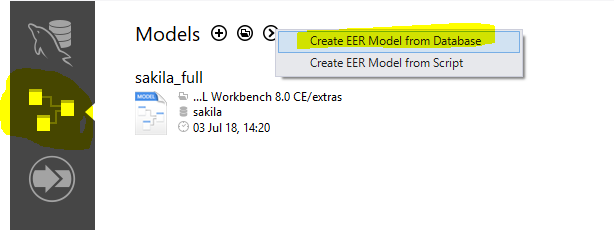 Models
Create EER Model from Database
Create EER Model from Script
sakila_full
MODEL
...L Workbench 8.0 CE/extras
sakila
03 Jul 18, 14:20